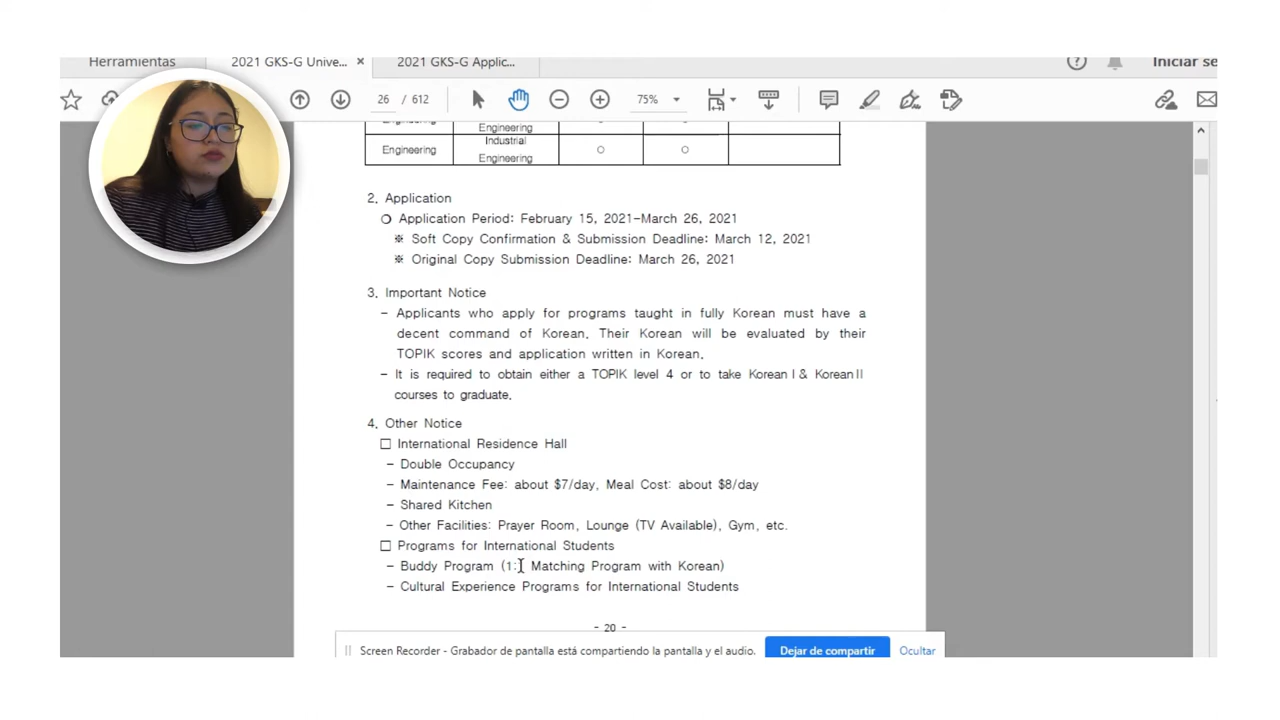 Herramientas
2021 GKS-G Unive... ×
2021 GKS-G Applic...
Iniciar se
26 / 612
75%
Engineering
Engineering
Engineering
Industrial
Engineering
2. Application
○ Application Period: February 15, 2021-March 26, 2021
※ Soft Copy Confirmation & Submission Deadline: March 12, 2021
※ Original Copy Submission Deadline: March 26, 2021
3. Important Notice
- Applicants who apply for programs taught in fully Korean must have a
decent command of Korean. Their Korean will be evaluated by their
TOPIK scores and application written in Korean.
- It is required to obtain either a TOPIK level 4 or to take Korean I & Korean II
courses to graduate.
4. Other Notice
□ International Residence Hall
- Double Occupancy
- Maintenance Fee: about $7/day, Meal Cost: about $8/day
- Shared Kitchen
- Other Facilities: Prayer Room, Lounge (TV Available), Gym, etc.
□ Programs for International Students
- Buddy Program (1: Matching Program with Korean)
- Cultural Experience Programs for International Students
- 20 -
Screen Recorder - Grabador de pantalla está compartiendo la pantalla y el audio.
Dejar de compartir
Ocultar